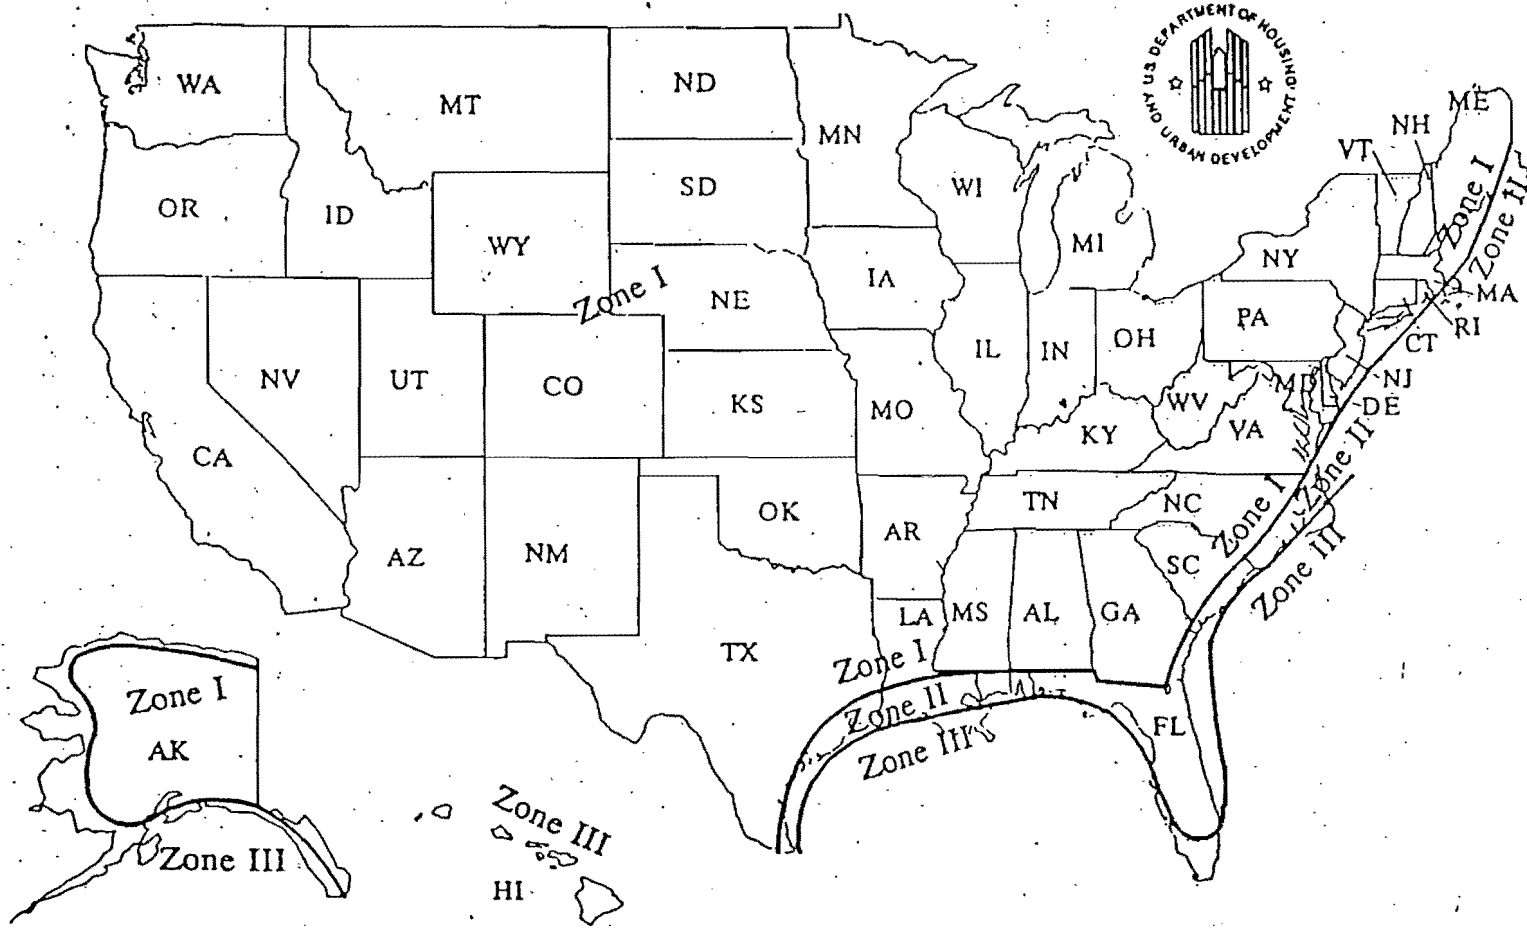 U.S. DEPARTMENT OF HOUSING
AND URBAN DEVELOPMENT
WA
MT
ND
MN
ME
NH
VT
OR
ID
SD
WI
WY
MI
NY
Zone I
Zone II
Zone I
NE
IA
MA
RI
CT
PA
NV
UT
CO
KS
IL
IN
OH
NJ
DE
MD
MO
WV
VA
KY
CA
Zone I
Zone II
Zone III
AZ
NM
OK
AR
TN
NC
SC
TX
LA
MS
AL
GA
Zone I
Zone II
Zone III
FL
Zone I
AK
Zone III
Zone III
HI